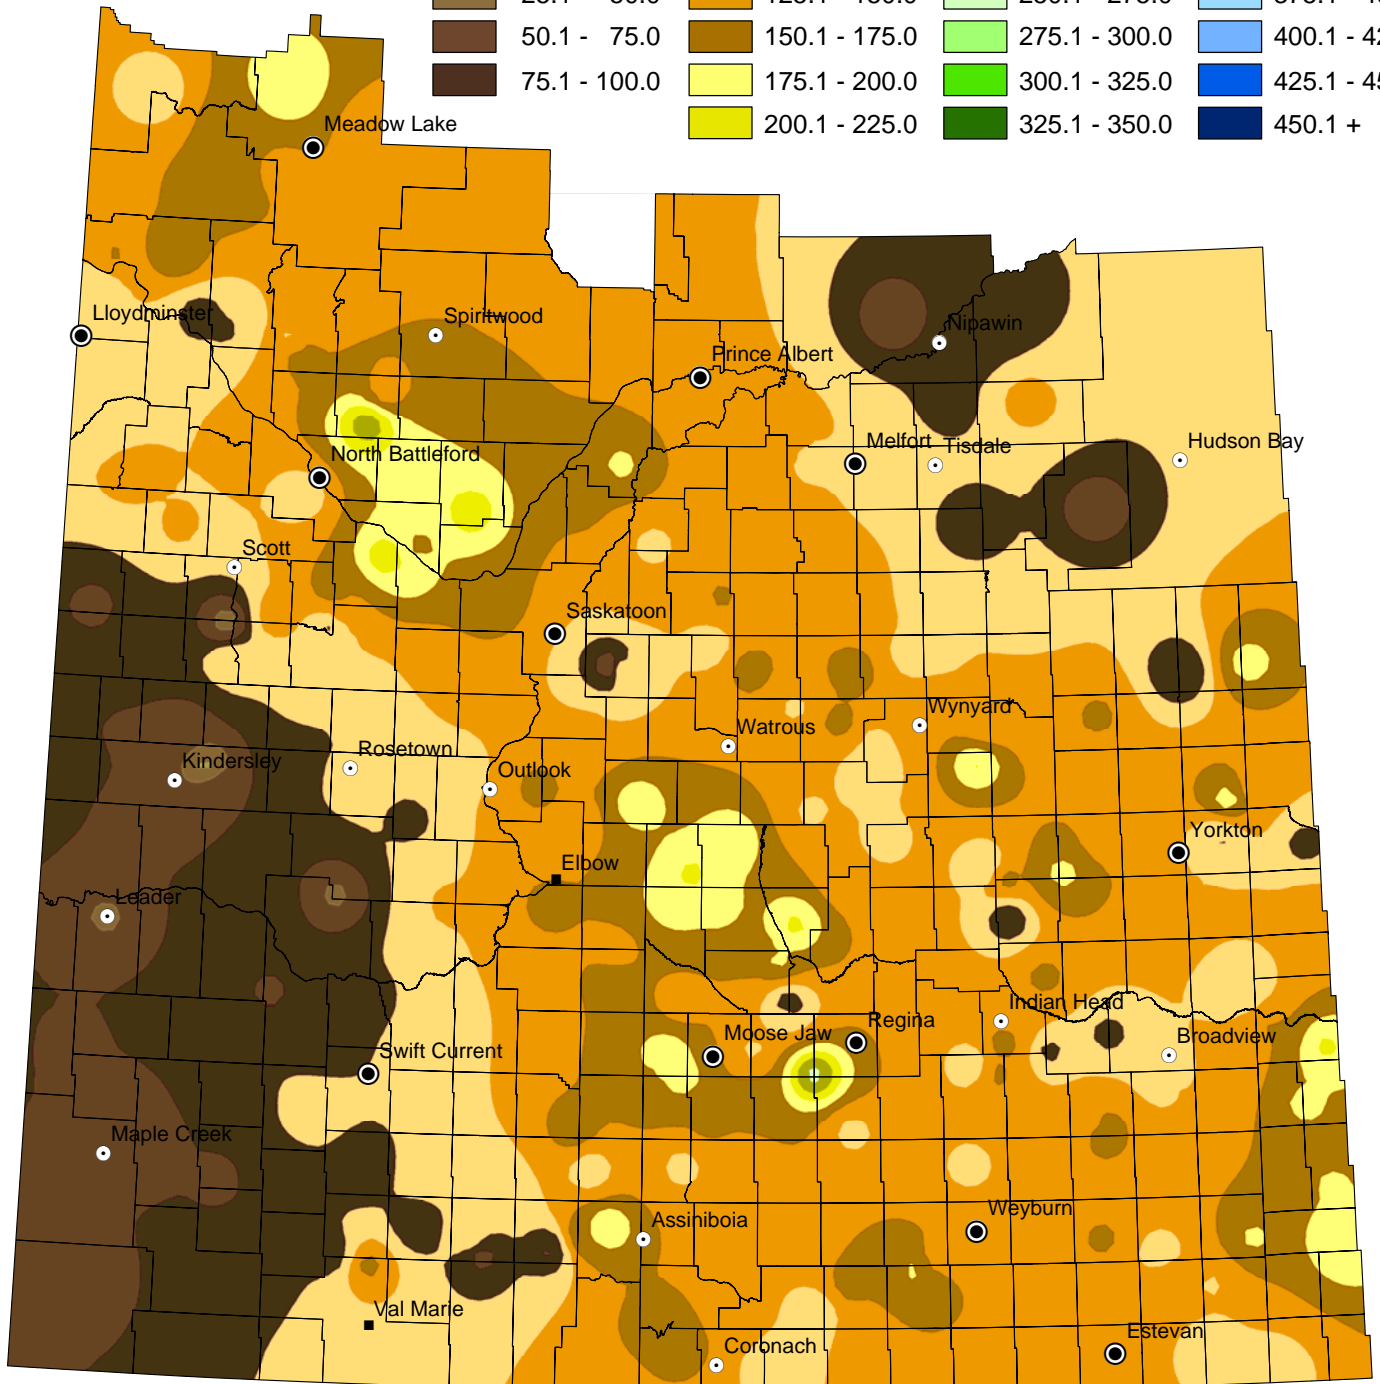 50.1 - 75.0 150.1 - 175.0 275.1 - 300.0
75.1 - 100.0 175.1 - 200.0 300.1 - 325.0
200.1 - 225.0 325.1 - 350.0 450.1 +
Meadow Lake
Lloydminster
Spiritwood
Nipawin
Prince Albert
Melfort
Tisdale
Hudson Bay
North Battleford
Scott
Saskatoon
Wynyard
Watrous
Rosetown
Kindersley
Outlook
Yorkton
Elbow
Leader
Indian Head
Regina
Moose Jaw
Broadview
Swift Current
Maple Creek
Weyburn
Assiniboia
Val Marie
Estevan
Coronach